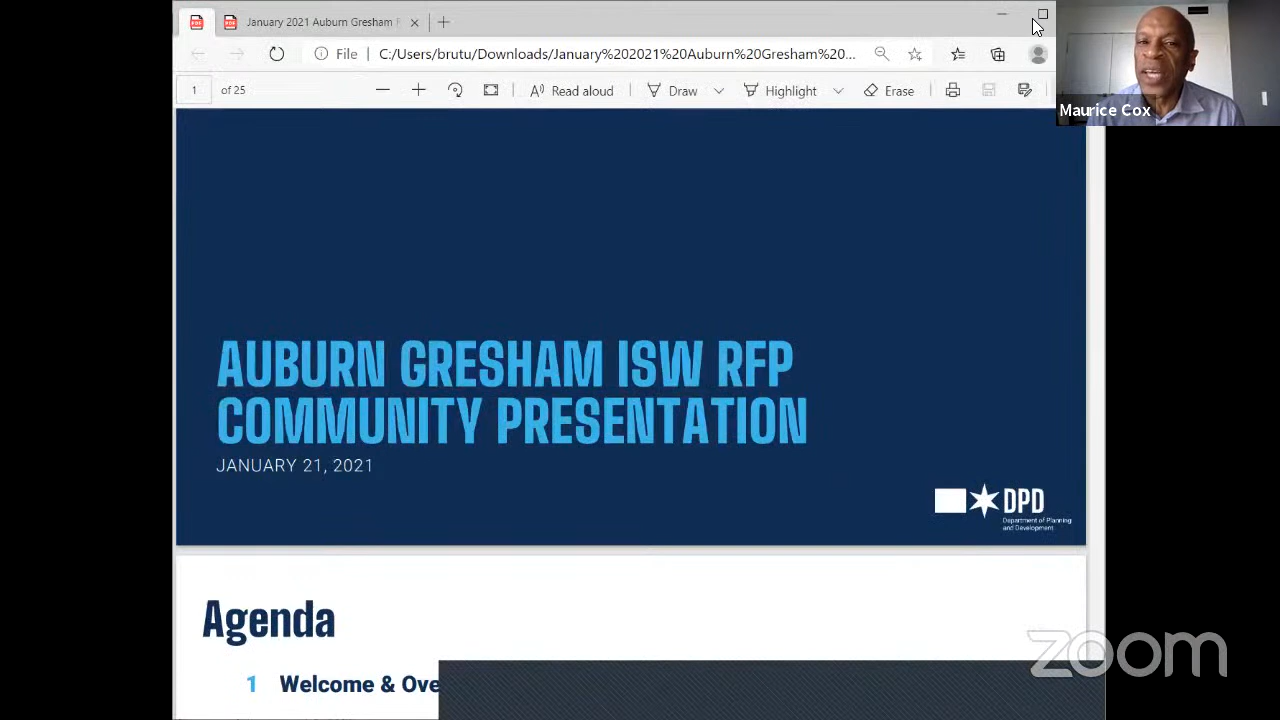 January 2021 Auburn Gresham
File
C:/Users/truth/Downloads/January%202021%20Auburn%20Gresham%20...
1 of 25
Read aloud
Draw
Highlight
Erase
Maurice Cox
AUBURN GRESHAM ISW RFP
COMMUNITY PRESENTATION
JANUARY 21, 2021
DPD
Department of Planning
and Development
Agenda
1 Welcome & Ove
zoom